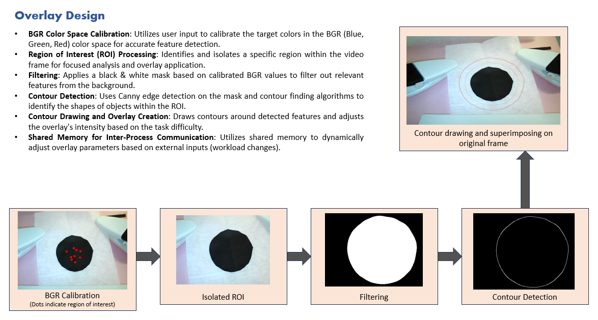 Overlay Design
• BGR Color Space Calibration: Utilizes user input to calibrate the target colors in the BGR (Blue,
Green, Red) color space for accurate feature detection.
• Region of Interest (ROI) Processing: Identifies and isolates a specific region within the video
frame for focused analysis and overlay application.
• Filtering: Applies a black & white mask based on calibrated BGR values to filter out relevant
features from the background.
• Contour Detection: Uses Canny edge detection on the mask and contour finding algorithms to
identify the shapes of objects within the ROI.
• Contour Drawing and Overlay Creation: Draws contours around detected features and adjusts
the overlay's intensity based on the task difficulty.
• Shared Memory for Inter-Process Communication: Utilizes shared memory to dynamically
adjust overlay parameters based on external inputs (workload changes).
Contour drawing and superimposing on
original frame
BGR Calibration
(Dots indicate region of interest)
Isolated ROI
Filtering
Contour Detection